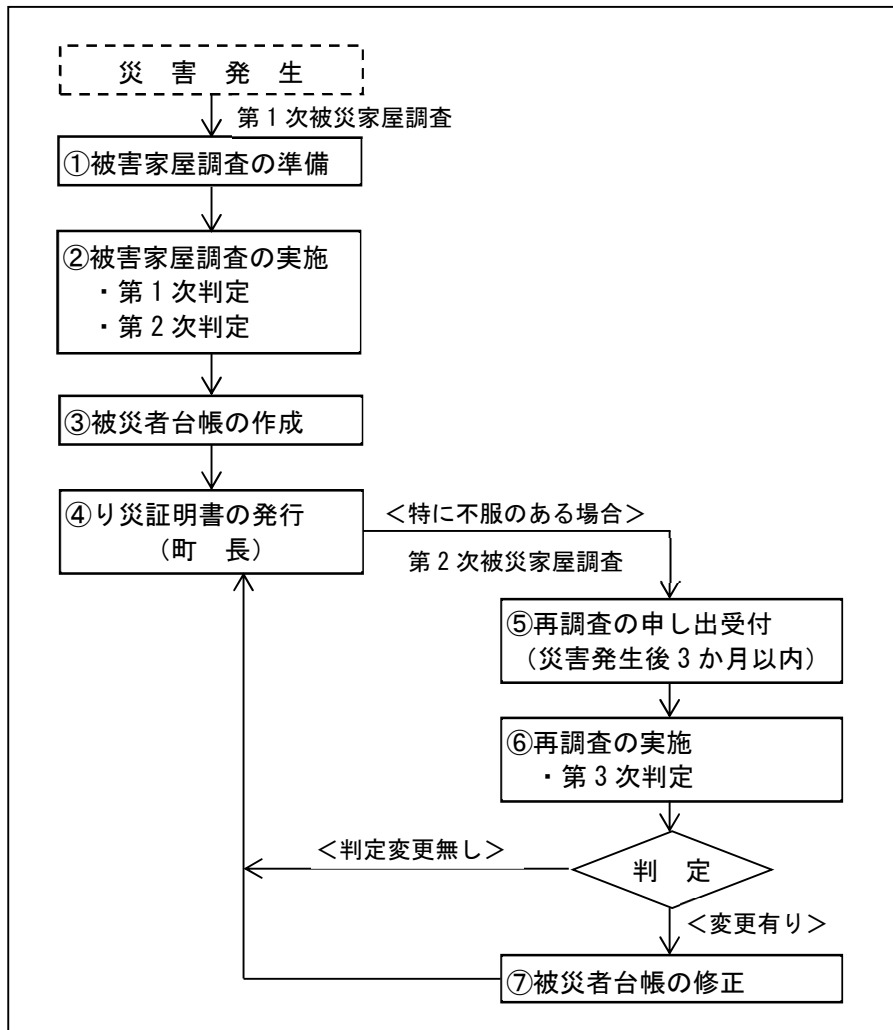 災　害　発　生
第１次被災家屋調査
①被害家屋調査の準備
②被害家屋調査の実施
・第１次判定
・第２次判定
③被災者台帳の作成
④り災証明書の発行
（町　長）
＜特に不服のある場合＞
第２次被災家屋調査
⑤再調査の申し出受付
（災害発生後３か月以内）
⑥再調査の実施
・第３次判定
＜判定変更無し＞
判　定
＜変更有り＞
⑦被災者台帳の修正